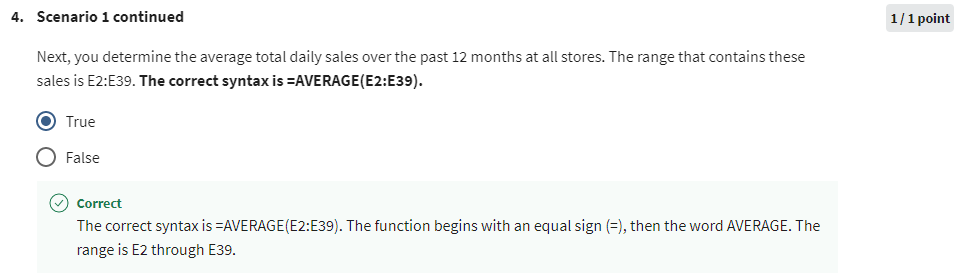 4. Scenario 1 continued
1 / 1 point
Next, you determine the average total daily sales over the past 12 months at all stores. The range that contains these
sales is E2:E39. The correct syntax is =AVERAGE(E2:E39).
True
False
Correct
The correct syntax is =AVERAGE(E2:E39). The function begins with an equal sign (=), then the word AVERAGE. The
range is E2 through E39.